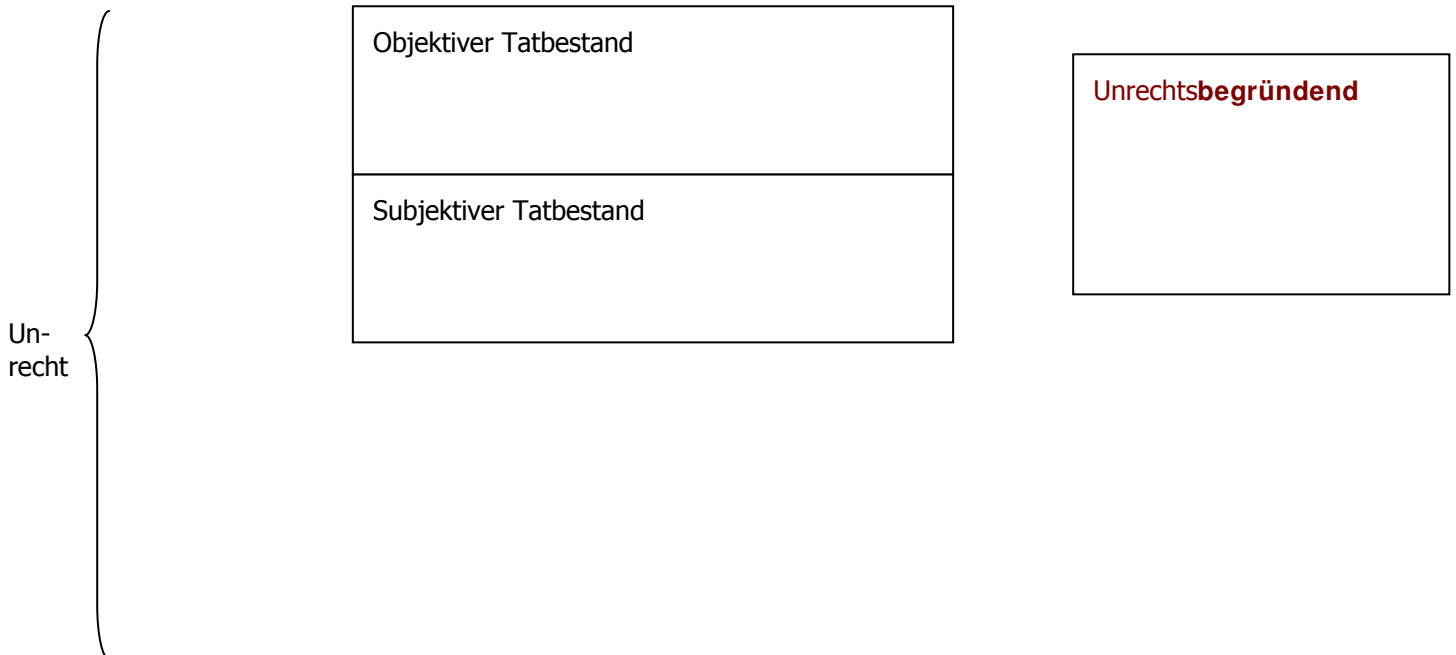 Objektiver Tatbestand
Unrechtsbegründend
Subjektiver Tatbestand
Un-
recht